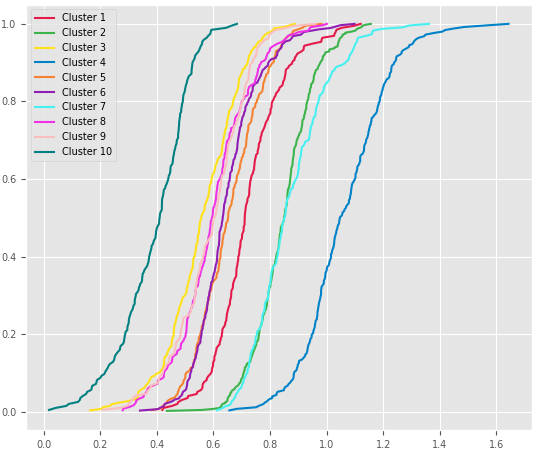 1.0
0.8
0.6
0.4
0.2
0.0
Cluster 1
Cluster 2
Cluster 3
Cluster 4
Cluster 5
Cluster 6
Cluster 7
Cluster 8
Cluster 9
Cluster 10
0.0 0.2 0.4 0.6 0.8 1.0 1.2 1.4 1.6